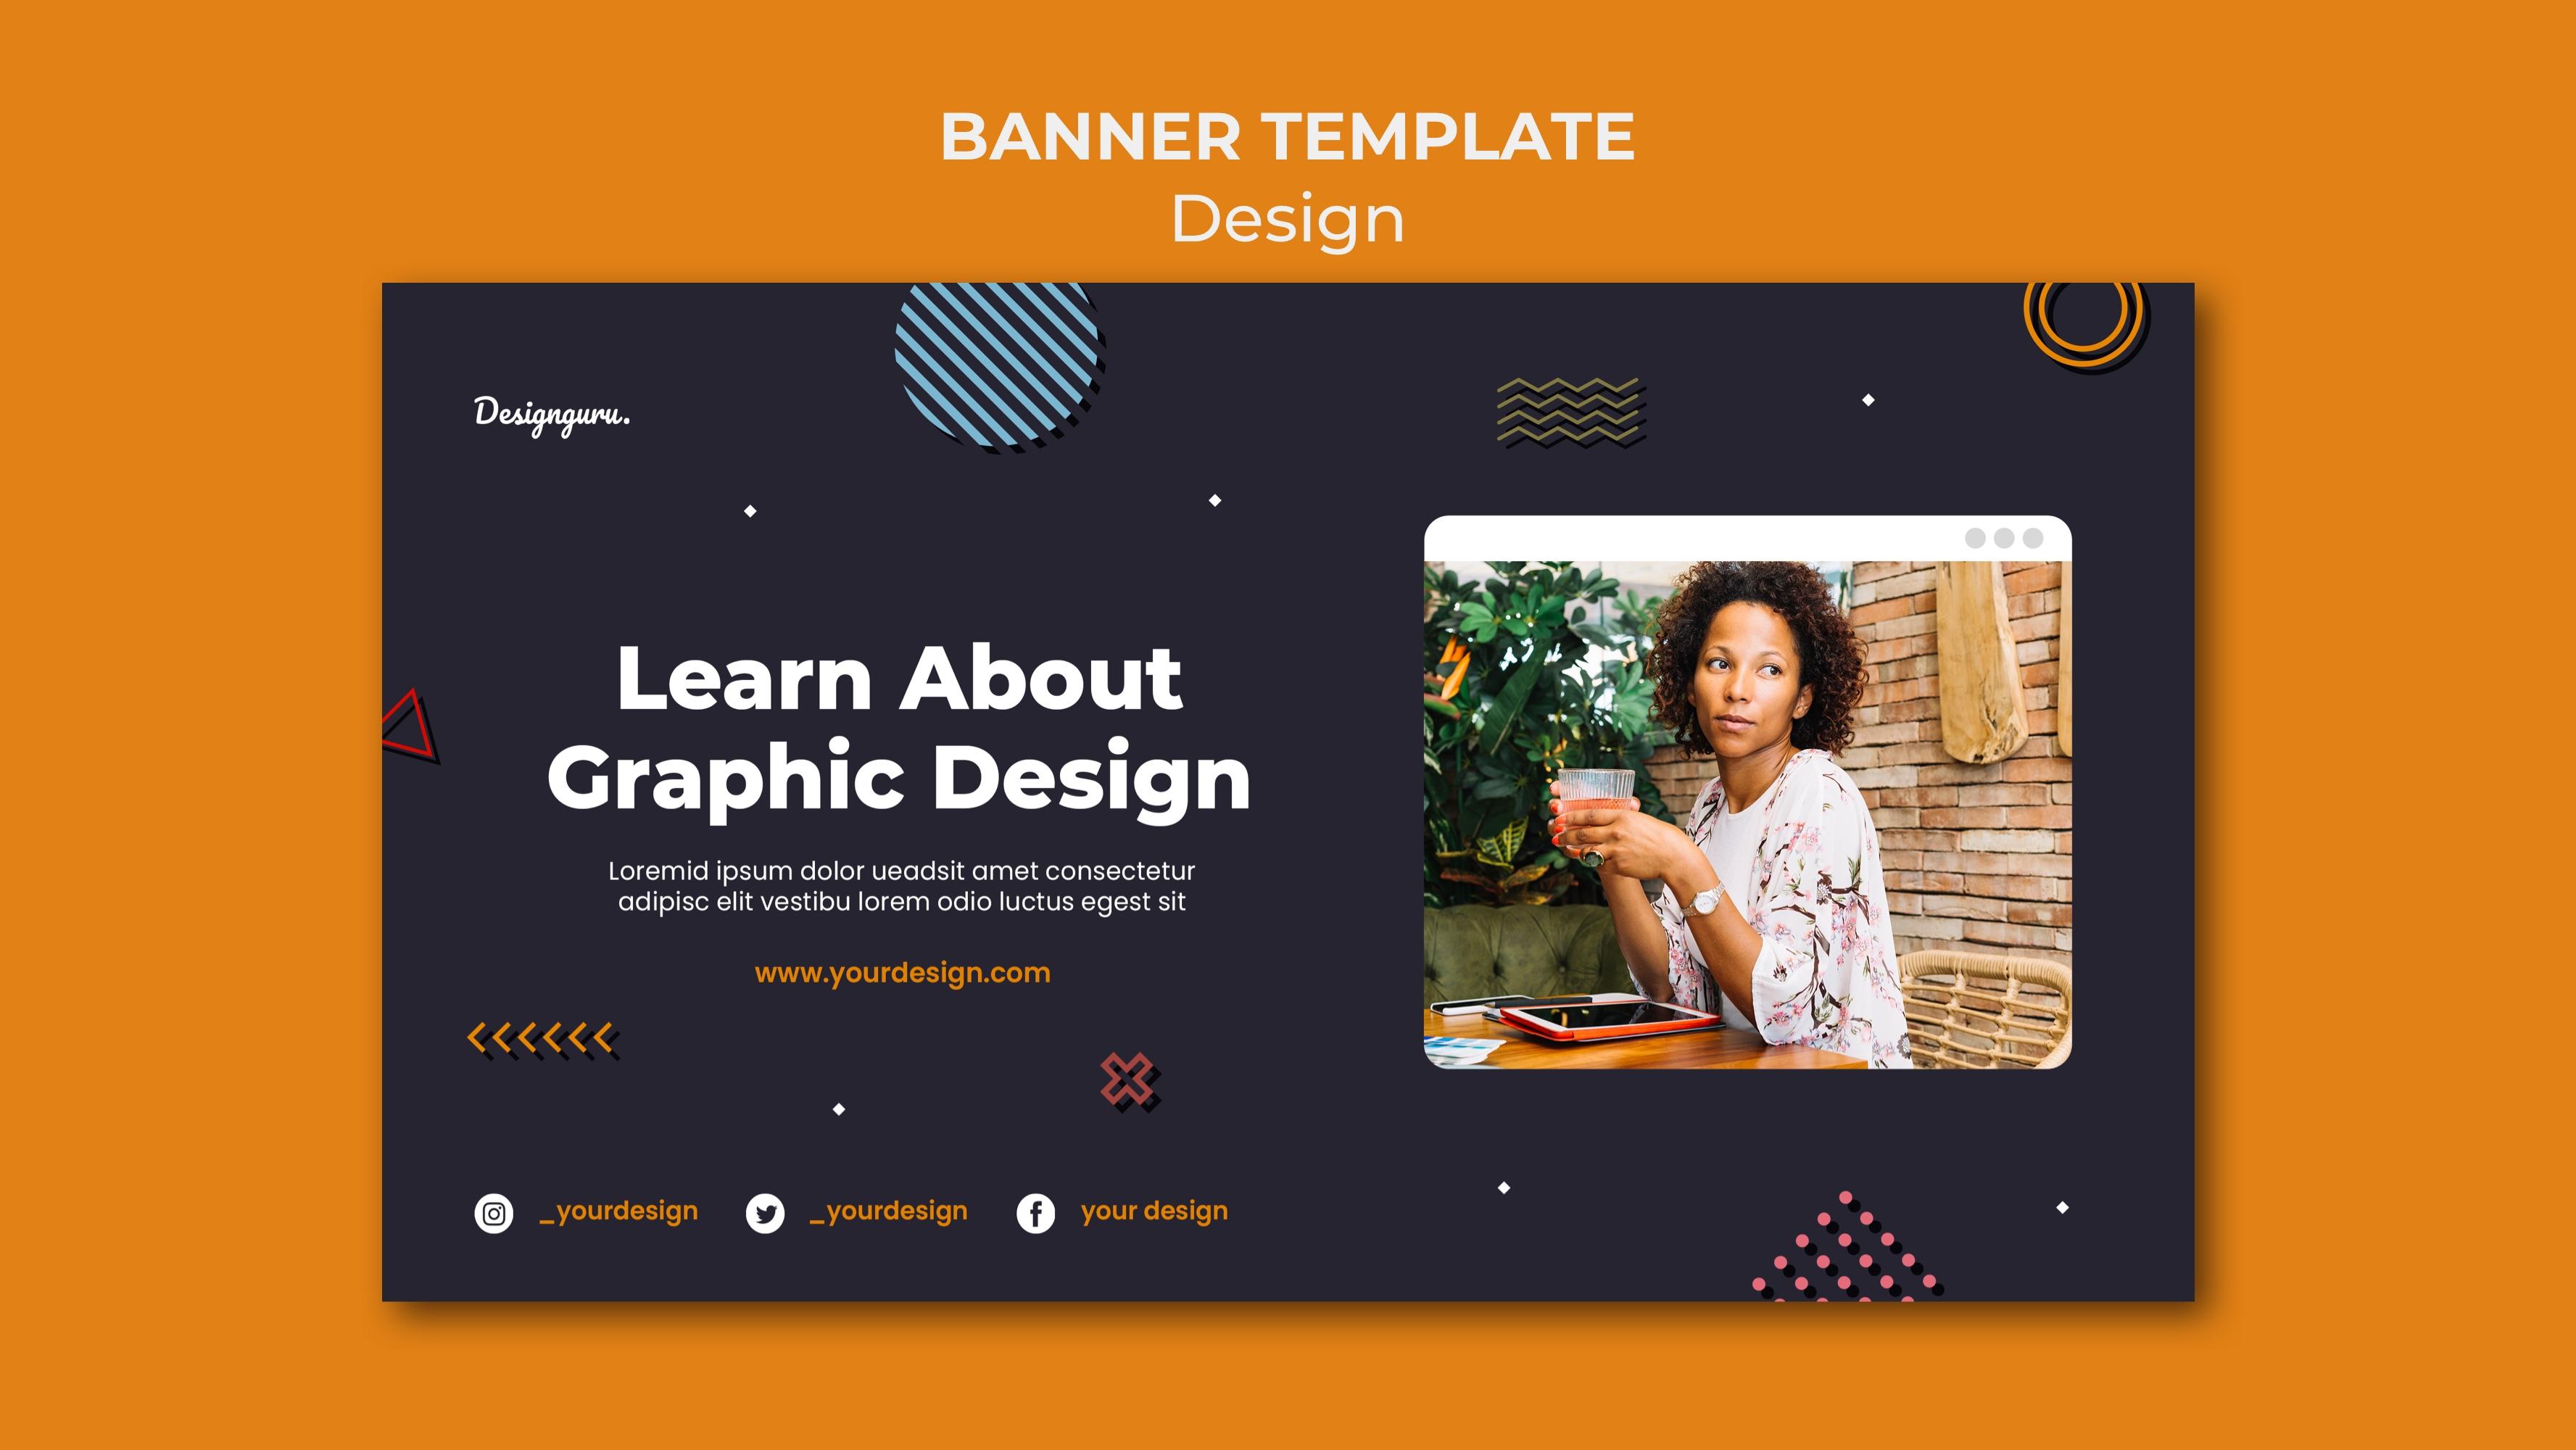 BANNER TEMPLATE
Design
Designguru.
Learn About
Graphic Design
Loremid ipsum dolor ueadsit amet consectetur
adipisc elit vestibu lorem odio luctus egest sit
www.yourdesign.com
_yourdesign
_yourdesign
your design